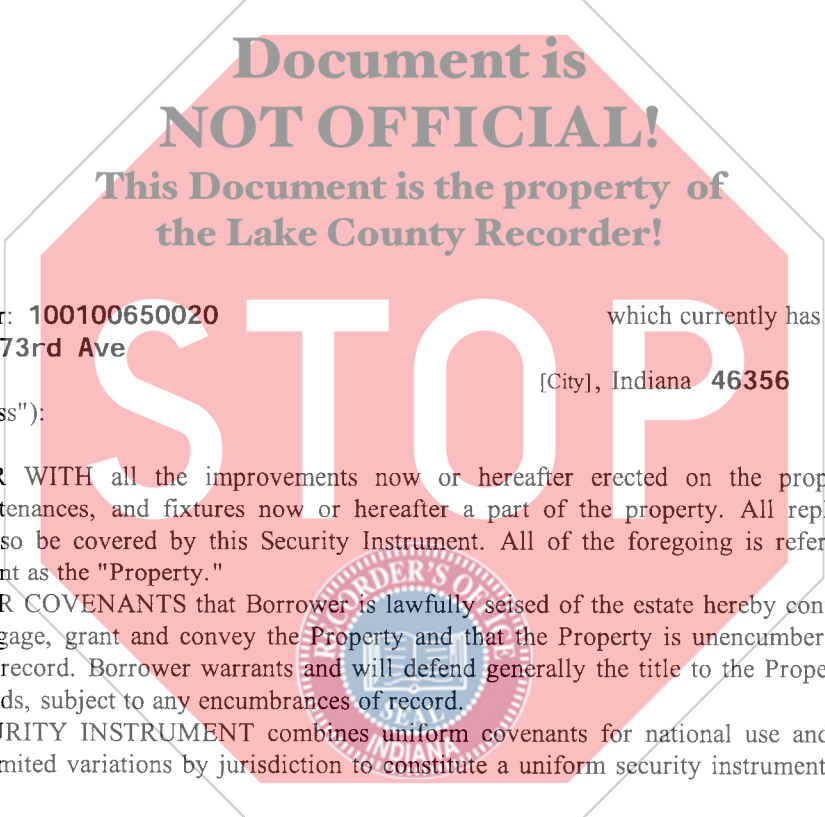 Document is
NOT OFFICIAL!
This Document is the property of
the Lake County Recorder!
STOP
r: 100100650020 which currently has
73rd Ave
[City], Indiana 46356
ss"):
R WITH all the improvements now or hereafter erected on the prop
tenances, and fixtures now or hereafter a part of the property. All repl
so be covered by this Security Instrument. All of the foregoing is refer
nt as the "Property."
R COVENANTS that Borrower is lawfully seised of the estate hereby con
gage, grant and convey the Property and that the Property is unencumber
record. Borrower warrants and will defend generally the title to the Prope
ds, subject to any encumbrances of record.
URITY INSTRUMENT combines uniform covenants for national use and
mited variations by jurisdiction to constitute a uniform security instrument
RECORDER'S OFFICE
SEAL
INDIANA